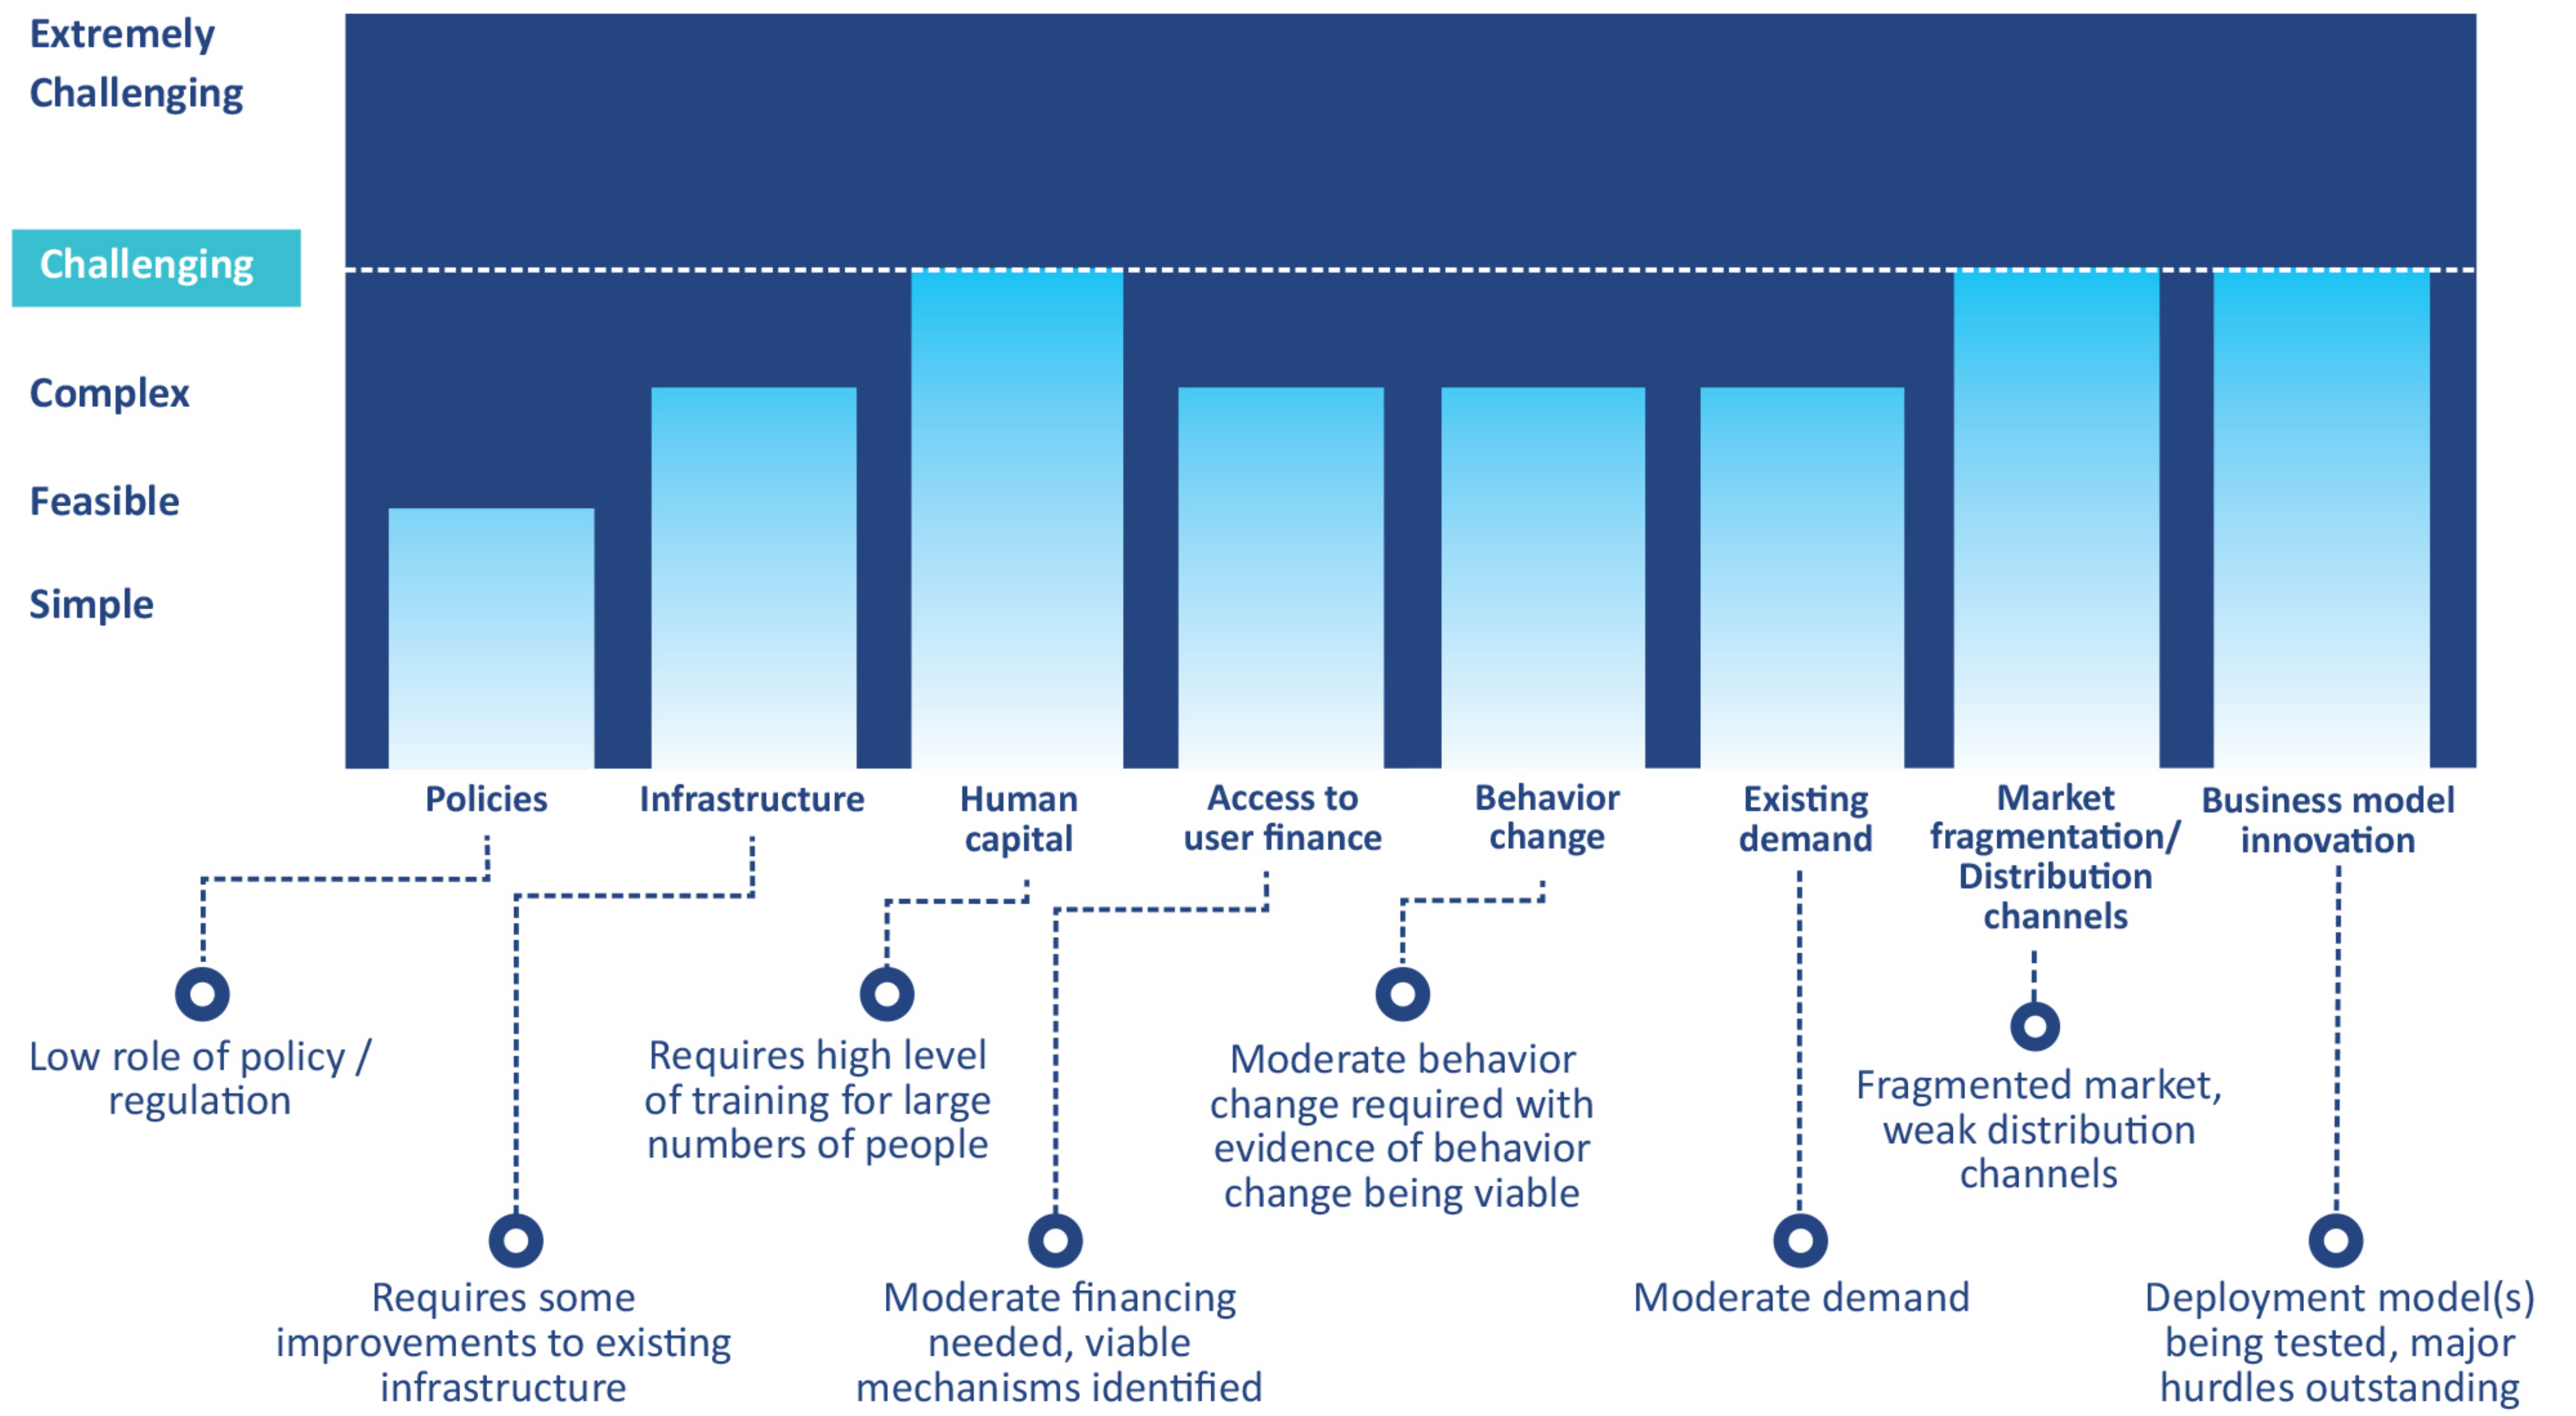 Extremely
Challenging
Challenging
Complex
Feasible
Simple
Policies
Infrastructure
Human
capital
Access to
user finance
Behavior
change
Existing
demand
Market
fragmentation/
Distribution
channels
Business model
innovation
Low role of policy /
regulation
Requires some
improvements to existing
infrastructure
Requires high level
of training for large
numbers of people
Moderate financing
needed, viable
mechanisms identified
Moderate behavior
change required with
evidence of behavior
change being viable
Moderate demand
Fragmented market,
weak distribution
channels
Deployment model(s)
being tested, major
hurdles outstanding